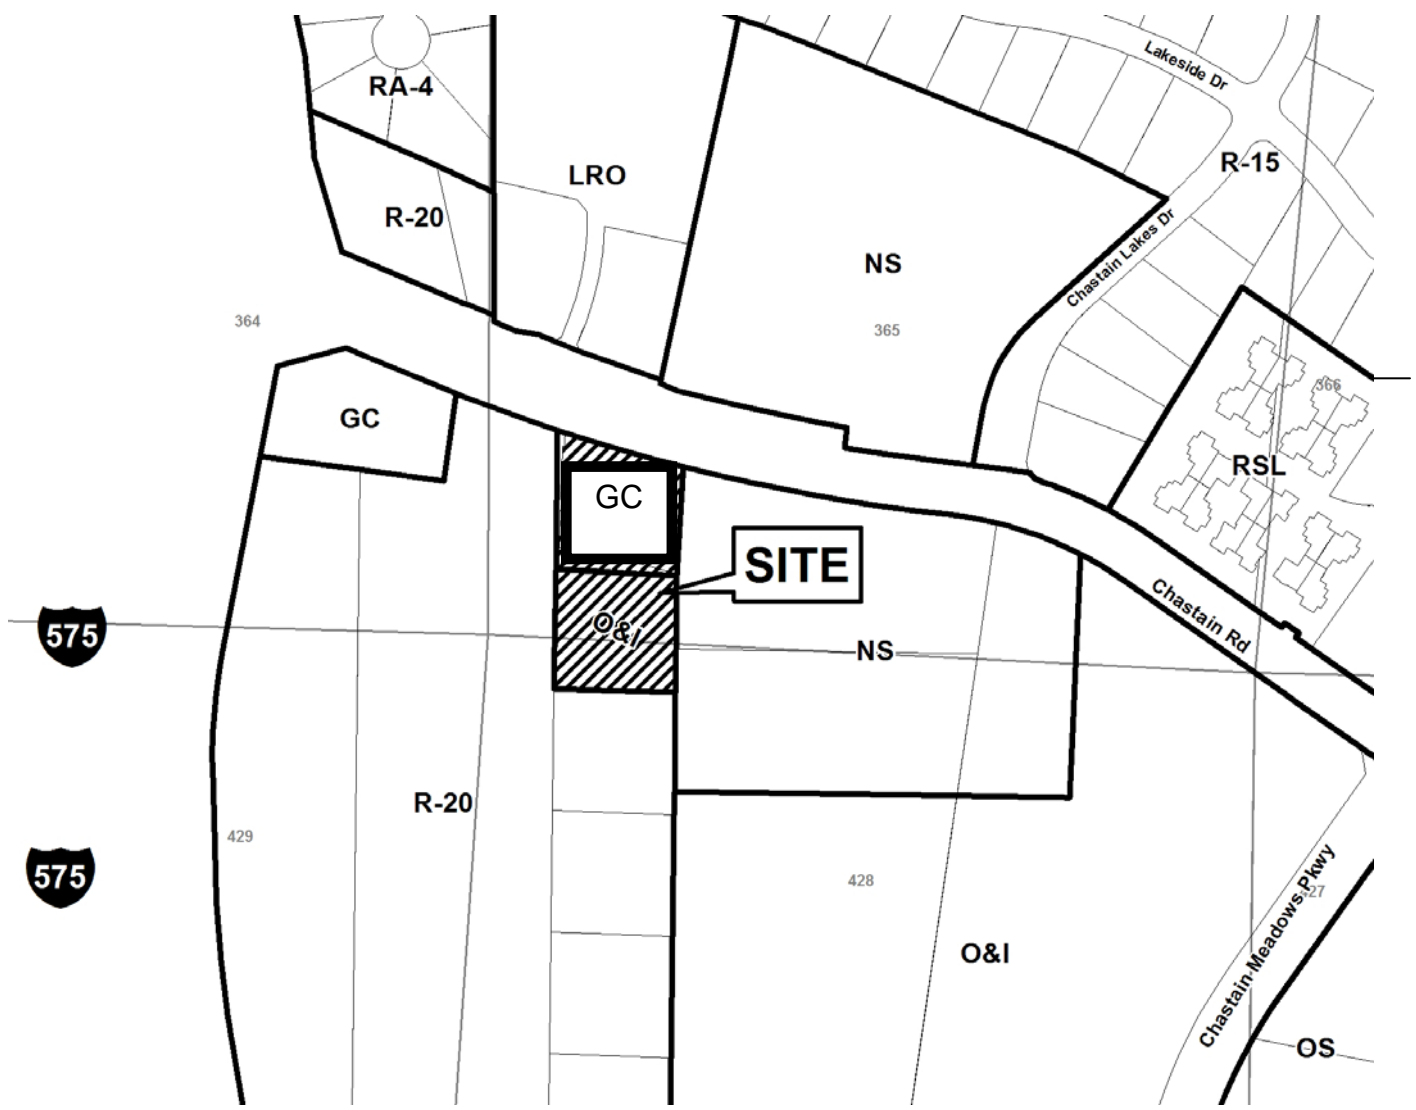 Lakeside Dr
RA-4
R-15
LRO
R-20
Chastain Lakes Dr
NS
364
365
366
GC
RSL
GC
SITE
Chastain Rd
O&I
575
NS
R-20
429
575
428
Chastain Meadows Pkwy
O&I
OS